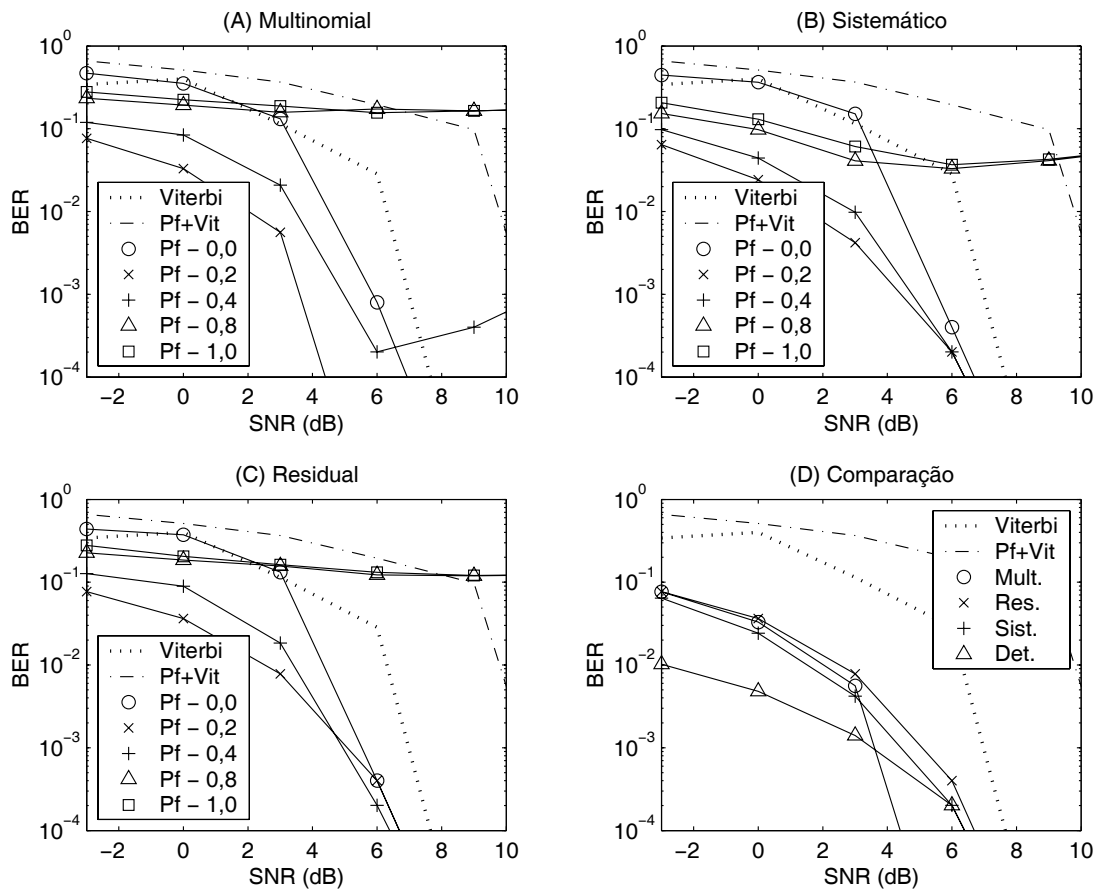 (A) Multinomial
10^0
10^-1
10^-2
10^-3
10^-4
BER
Viterbi
Pf+Vit
Pf − 0,0
Pf − 0,2
Pf − 0,4
Pf − 0,8
Pf − 1,0
−2 0 2 4 6 8 10
SNR (dB)
(B) Sistemático
10^0
10^-1
10^-2
10^-3
10^-4
BER
Viterbi
Pf+Vit
Pf − 0,0
Pf − 0,2
Pf − 0,4
Pf − 0,8
Pf − 1,0
−2 0 2 4 6 8 10
SNR (dB)
(C) Residual
10^0
10^-1
10^-2
10^-3
10^-4
BER
Viterbi
Pf+Vit
Pf − 0,0
Pf − 0,2
Pf − 0,4
Pf − 0,8
Pf − 1,0
−2 0 2 4 6 8 10
SNR (dB)
(D) Comparação
10^0
10^-1
10^-2
10^-3
10^-4
BER
Viterbi
Pf+Vit
Mult.
Res.
Sist.
Det.
−2 0 2 4 6 8 10
SNR (dB)